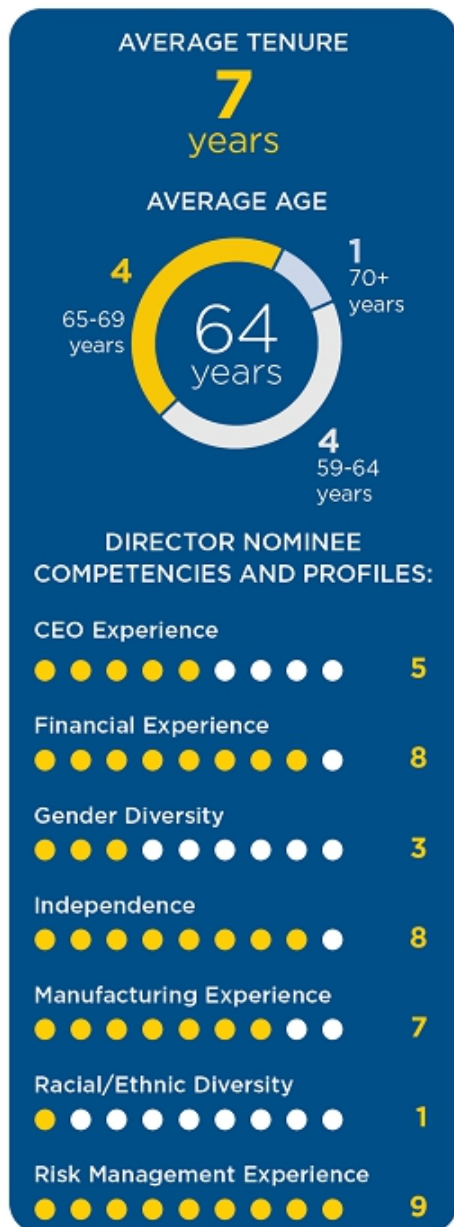 AVERAGE TENURE
7
years
AVERAGE AGE
4
65-69
years
1
70+
years
64
years
4
59-64
years
DIRECTOR NOMINEE
COMPETENCIES AND PROFILES:
CEO Experience
5
Financial Experience
8
Gender Diversity
3
Independence
8
Manufacturing Experience
7
Racial/Ethnic Diversity
1
Risk Management Experience
9